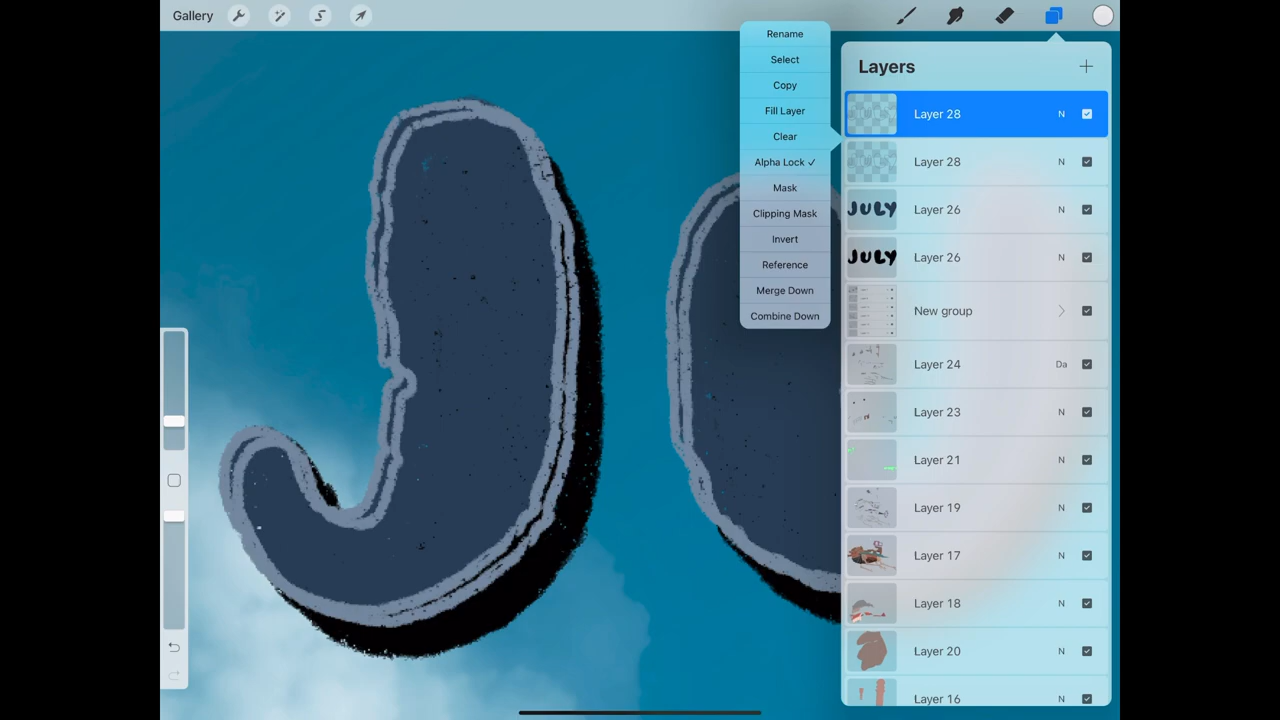 Gallery
Rename
Select
Copy
Fill Layer
Clear
Alpha Lock ✓
Mask
Clipping Mask
Invert
Reference
Merge Down
Combine Down
Layers
Layer 28 N
Layer 28 N
JULY Layer 26 N
JULY Layer 26 N
New group
Layer 24 Da
Layer 23 N
Layer 21 N
Layer 19 N
Layer 17 N
Layer 18 N
Layer 20 N
Layer 16 N